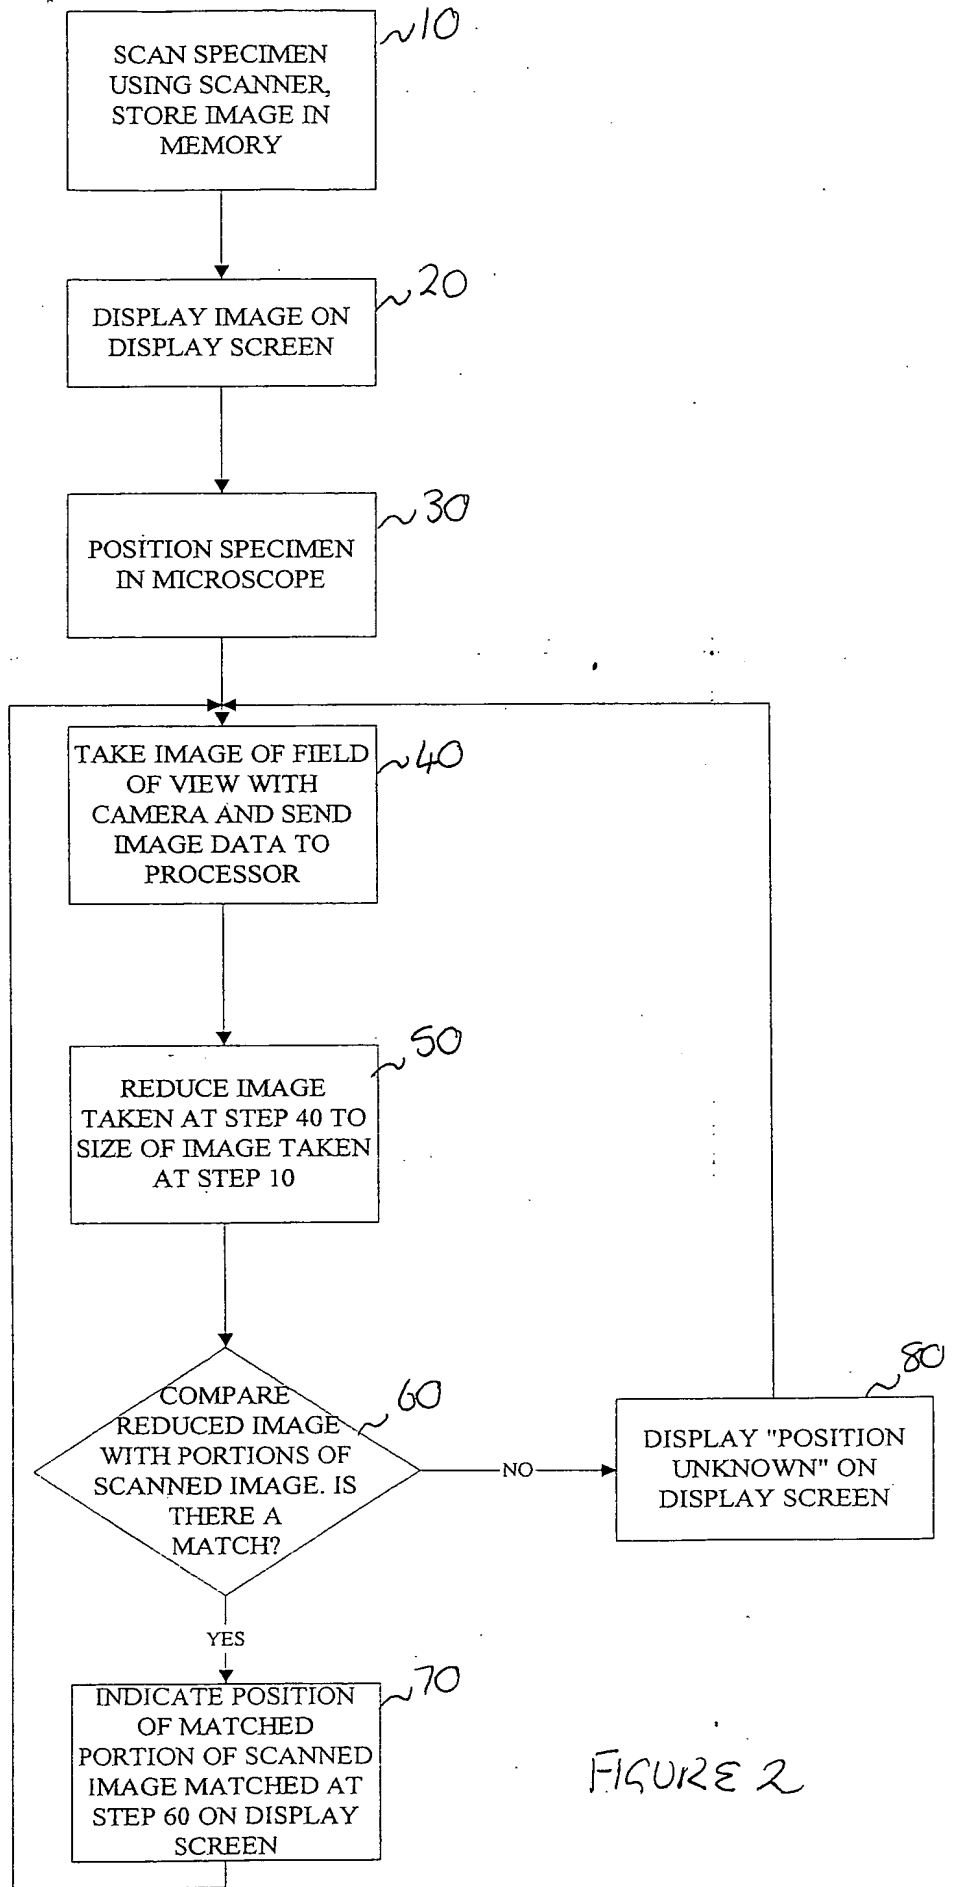 10
SCAN SPECIMEN
USING SCANNER,
STORE IMAGE IN
MEMORY
20
DISPLAY IMAGE ON
DISPLAY SCREEN
30
POSITION SPECIMEN
IN MICROSCOPE
40
TAKE IMAGE OF FIELD
OF VIEW WITH
CAMERA AND SEND
IMAGE DATA TO
PROCESSOR
50
REDUCE IMAGE
TAKEN AT STEP 40 TO
SIZE OF IMAGE TAKEN
AT STEP 10
60
COMPARE
REDUCED IMAGE
WITH PORTIONS OF
SCANNED IMAGE. IS
THERE A
MATCH?
NO
80
DISPLAY "POSITION
UNKNOWN" ON
DISPLAY SCREEN
YES
70
INDICATE POSITION
OF MATCHED
PORTION OF SCANNED
IMAGE MATCHED AT
STEP 60 ON DISPLAY
SCREEN
FIGURE 2